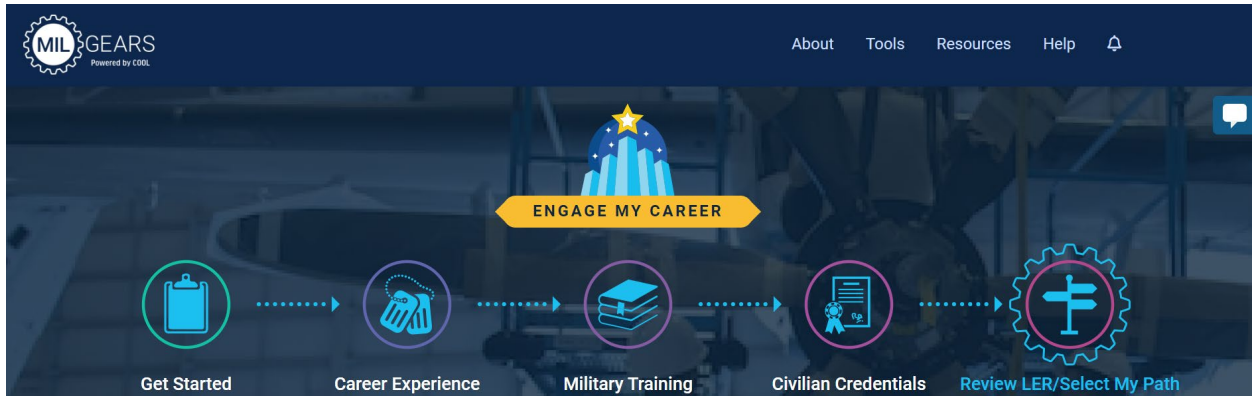 MIL GEARS
Powered by COOL
About Tools Resources Help
ENGAGE MY CAREER
Get Started Career Experience Military Training Civilian Credentials Review LER/Select My Path